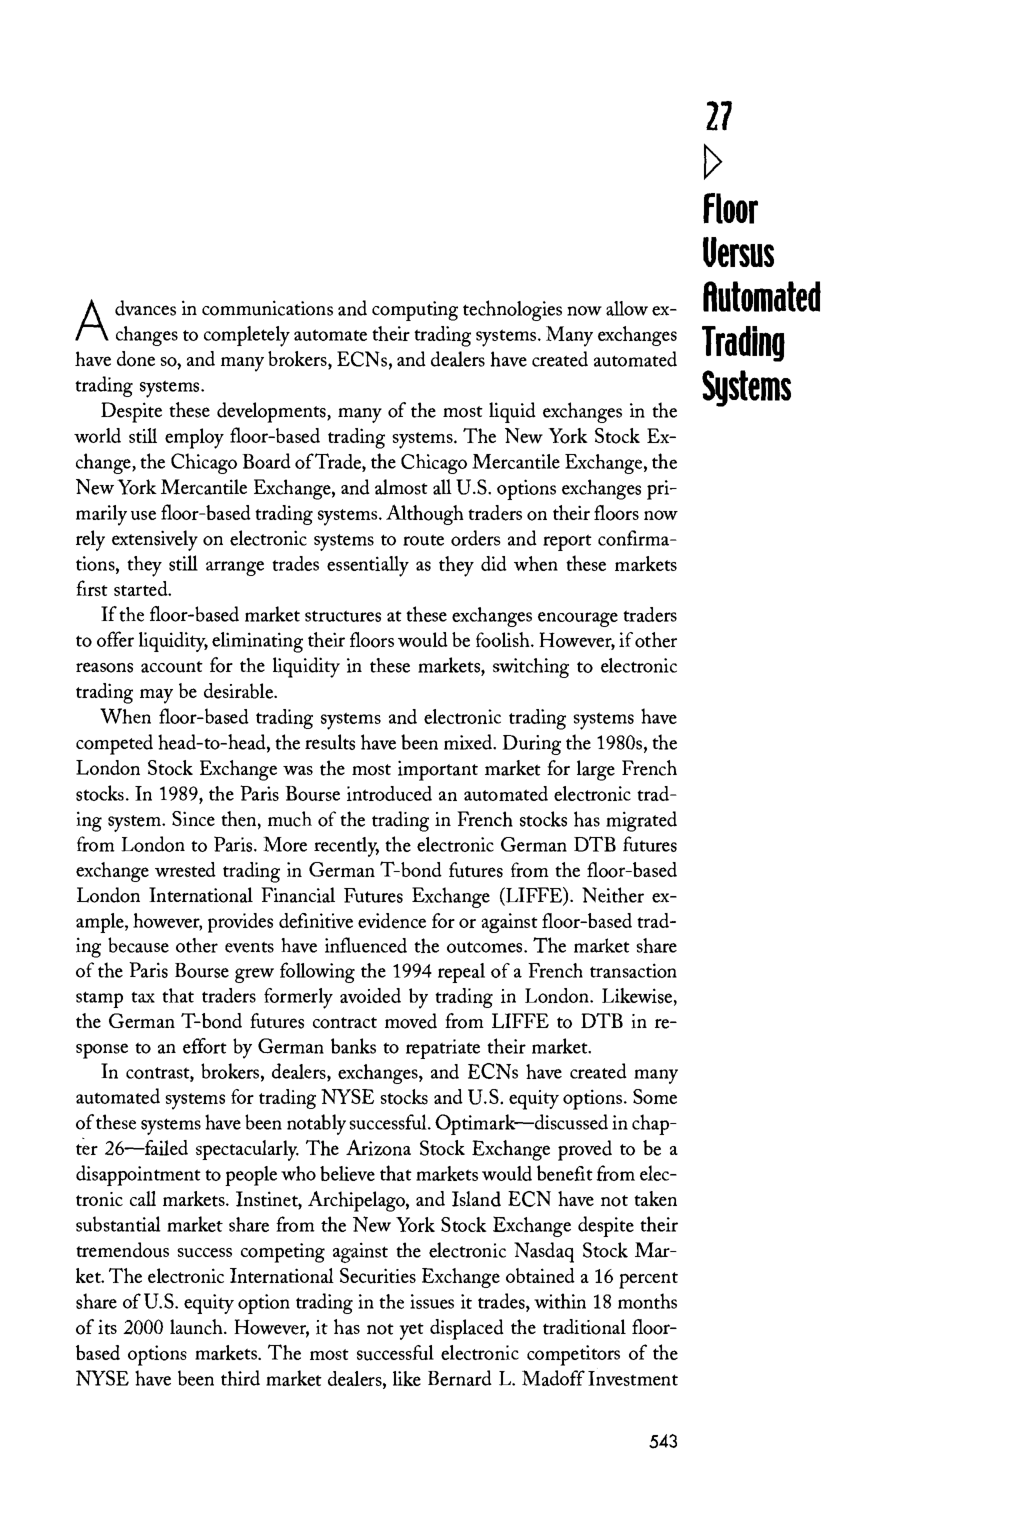 27
Floor
Versus
Automated
Trading
Systems
Advances in communications and computing technologies now allow ex-
changes to completely automate their trading systems. Many exchanges
have done so, and many brokers, ECNs, and dealers have created automated
trading systems.
Despite these developments, many of the most liquid exchanges in the
world still employ floor-based trading systems. The New York Stock Ex-
change, the Chicago Board of Trade, the Chicago Mercantile Exchange, the
New York Mercantile Exchange, and almost all U.S. options exchanges pri-
marily use floor-based trading systems. Although traders on their floors now
rely extensively on electronic systems to route orders and report confirma-
tions, they still arrange trades essentially as they did when these markets
first started.
If the floor-based market structures at these exchanges encourage traders
to offer liquidity, eliminating their floors would be foolish. However, if other
reasons account for the liquidity in these markets, switching to electronic
trading may be desirable.
When floor-based trading systems and electronic trading systems have
competed head-to-head, the results have been mixed. During the 1980s, the
London Stock Exchange was the most important market for large French
stocks. In 1989, the Paris Bourse introduced an automated electronic trad-
ing system. Since then, much of the trading in French stocks has migrated
from London to Paris. More recently, the electronic German DTB futures
exchange wrested trading in German T-bond futures from the floor-based
London International Financial Futures Exchange (LIFFE). Neither ex-
ample, however, provides definitive evidence for or against floor-based trad-
ing because other events have influenced the outcomes. The market share
of the Paris Bourse grew following the 1994 repeal of a French transaction
stamp tax that traders formerly avoided by trading in London. Likewise,
the German T-bond futures contract moved from LIFFE to DTB in re-
sponse to an effort by German banks to repatriate their market.
In contrast, brokers, dealers, exchanges, and ECNs have created many
automated systems for trading NYSE stocks and U.S. equity options. Some
of these systems have been notably successful. Optimark—discussed in chap-
ter 26—failed spectacularly. The Arizona Stock Exchange proved to be a
disappointment to people who believe that markets would benefit from elec-
tronic call markets. Instinet, Archipelago, and Island ECN have not taken
substantial market share from the New York Stock Exchange despite their
tremendous success competing against the electronic Nasdaq Stock Mar-
ket. The electronic International Securities Exchange obtained a 16 percent
share of U.S. equity option trading in the issues it trades, within 18 months
of its 2000 launch. However, it has not yet displaced the traditional floor-
based options markets. The most successful electronic competitors of the
NYSE have been third market dealers, like Bernard L. Madoff Investment
543